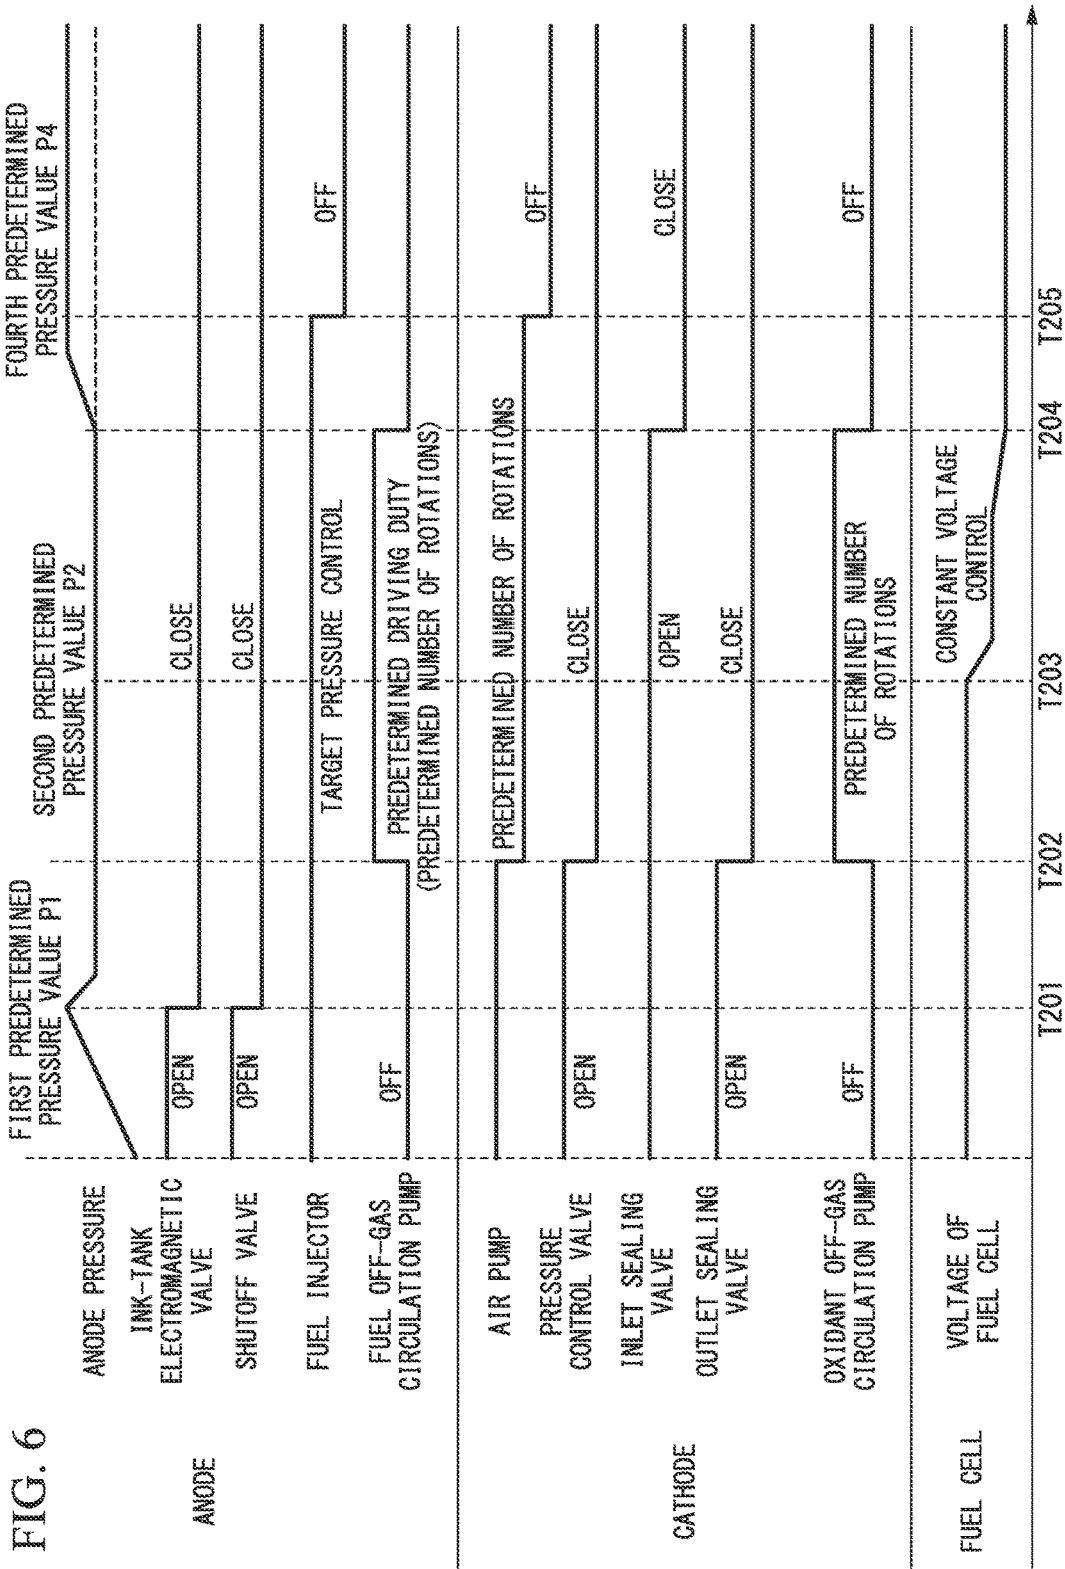 FIG. 6
FIRST PREDETERMINED
PRESSURE VALUE P1
SECOND PREDETERMINED
PRESSURE VALUE P2
FOURTH PREDETERMINED
PRESSURE VALUE P4
ANODE
ANODE PRESSURE
INK-TANK
ELECTROMAGNETIC
VALVE
OPEN
CLOSE
SHUTOFF VALVE
OPEN
CLOSE
FUEL INJECTOR
TARGET PRESSURE CONTROL
OFF
FUEL OFF-GAS
CIRCULATION PUMP
OFF
PREDETERMINED DRIVING DUTY
(PREDETERMINED NUMBER OF ROTATIONS)
CATHODE
AIR PUMP
PREDETERMINED NUMBER OF ROTATIONS
OFF
PRESSURE
CONTROL VALVE
OPEN
CLOSE
INLET SEALING
VALVE
OPEN
CLOSE
OUTLET SEALING
VALVE
OPEN
CLOSE
OXIDANT OFF-GAS
CIRCULATION PUMP
OFF
PREDETERMINED NUMBER
OF ROTATIONS
OFF
FUEL CELL
VOLTAGE OF
FUEL CELL
CONSTANT VOLTAGE
CONTROL
T201
T202
T203
T204
T205